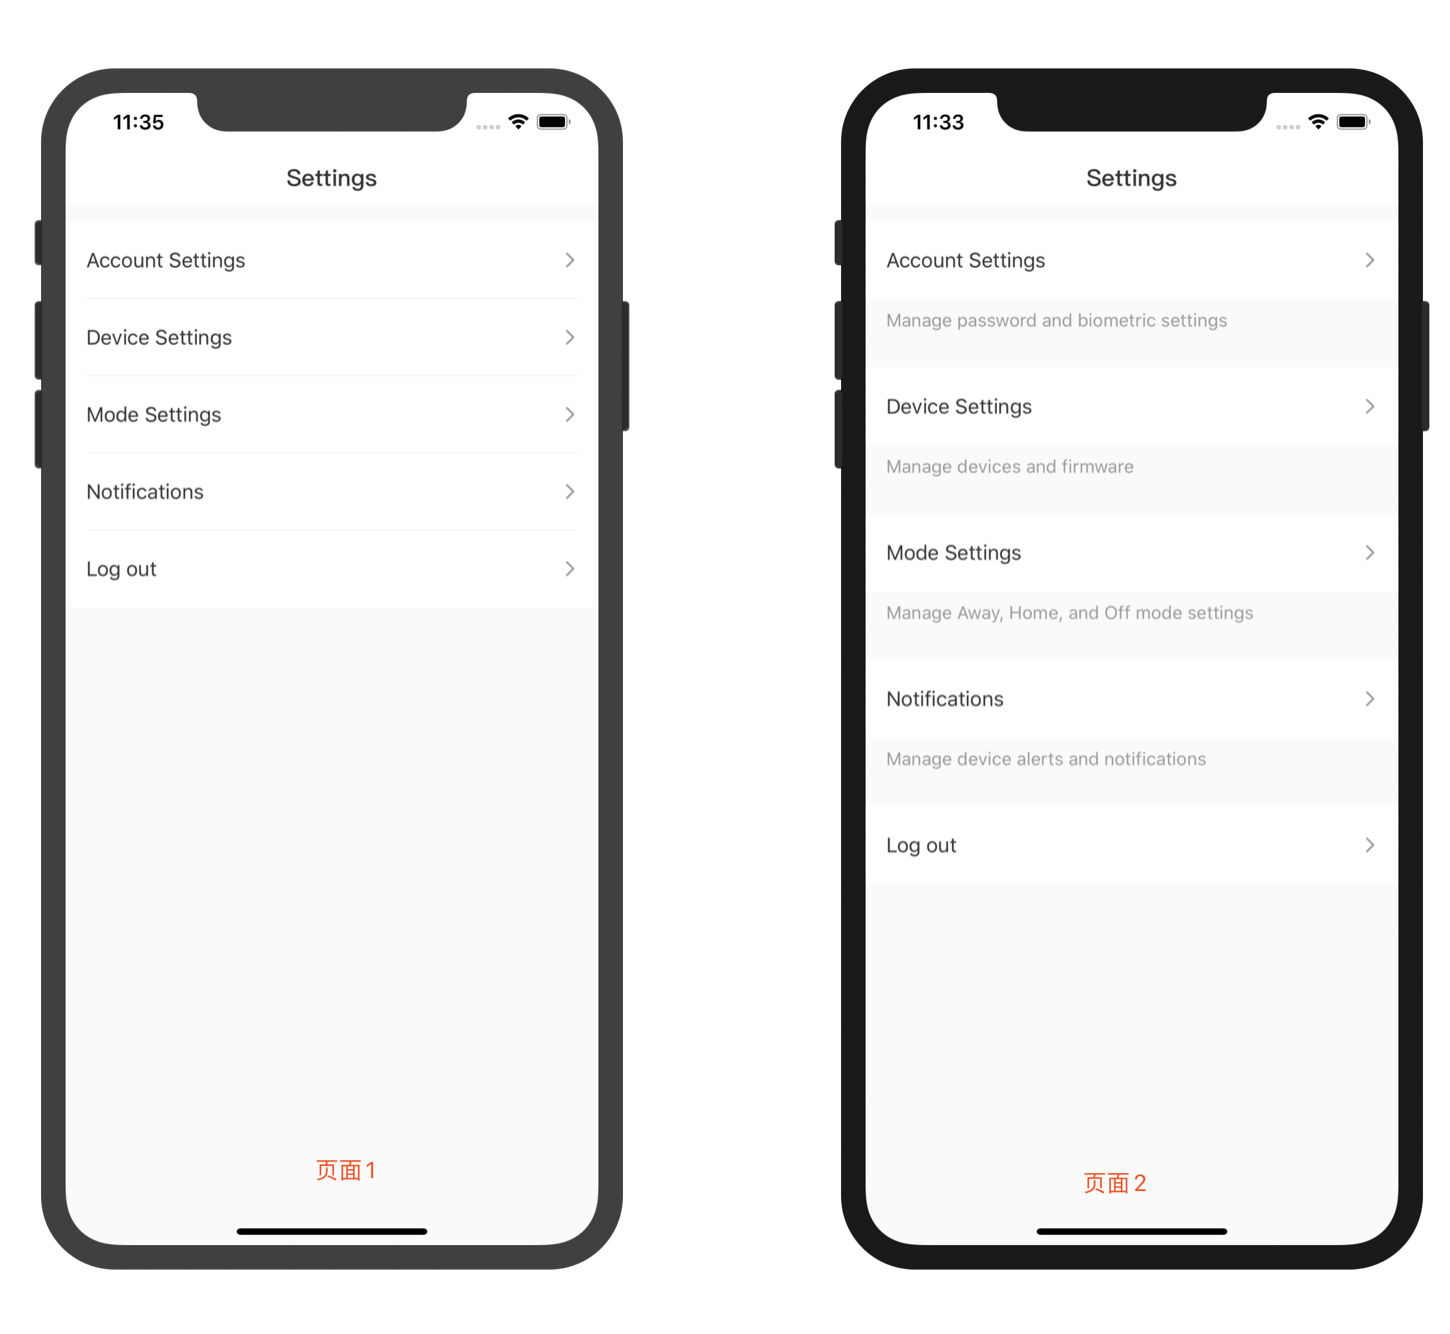 11:35
Settings
Account Settings
Device Settings
Mode Settings
Notifications
Log out
页面1
11:33
Settings
Account Settings
Manage password and biometric settings
Device Settings
Manage devices and firmware
Mode Settings
Manage Away, Home, and Off mode settings
Notifications
Manage device alerts and notifications
Log out
页面2